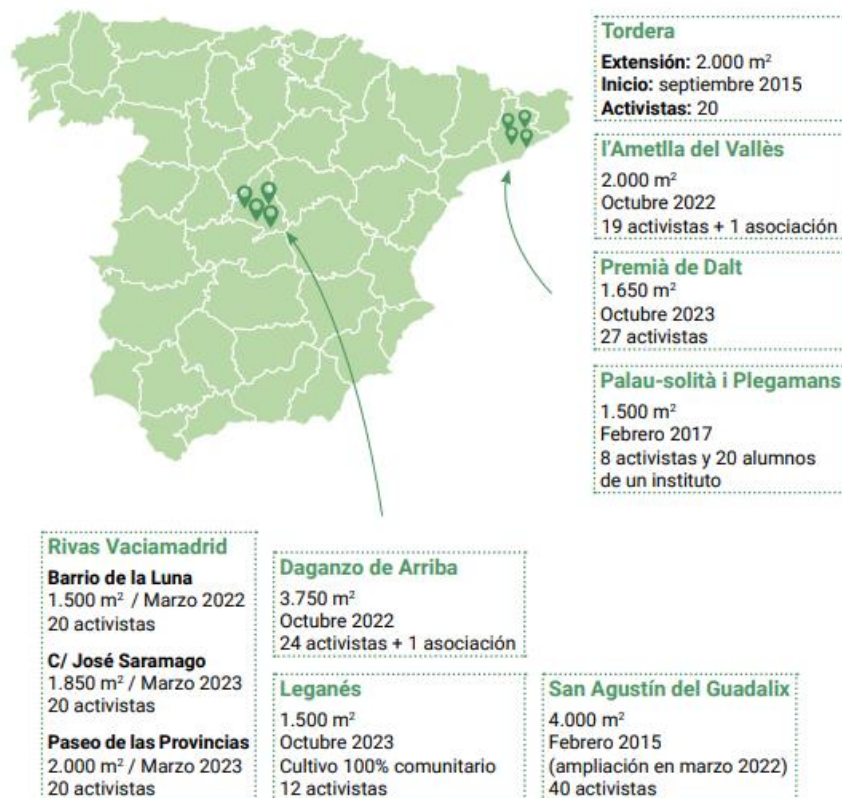 Tordera
Extensión: 2.000 m²
Inicio: septiembre 2015
Activistas: 20
l'Ametlla del Vallès
2.000 m²
Octubre 2022
19 activistas + 1 asociación
Premià de Dalt
1.650 m²
Octubre 2023
27 activistas
Palau-solità i Plegamans
1.500 m²
Febrero 2017
8 activistas y 20 alumnos
de un instituto
Rivas Vaciamadrid
Barrio de la Luna
1.500 m² / Marzo 2022
20 activistas
C/ José Saramago
1.850 m² / Marzo 2023
20 activistas
Paseo de las Provincias
2.000 m² / Marzo 2023
20 activistas
Daganzo de Arriba
3.750 m²
Octubre 2022
24 activistas + 1 asociación
Leganés
1.500 m²
Octubre 2023
Cultivo 100% comunitario
12 activistas
San Agustín del Guadalix
4.000 m²
Febrero 2015
(ampliación en marzo 2022)
40 activistas